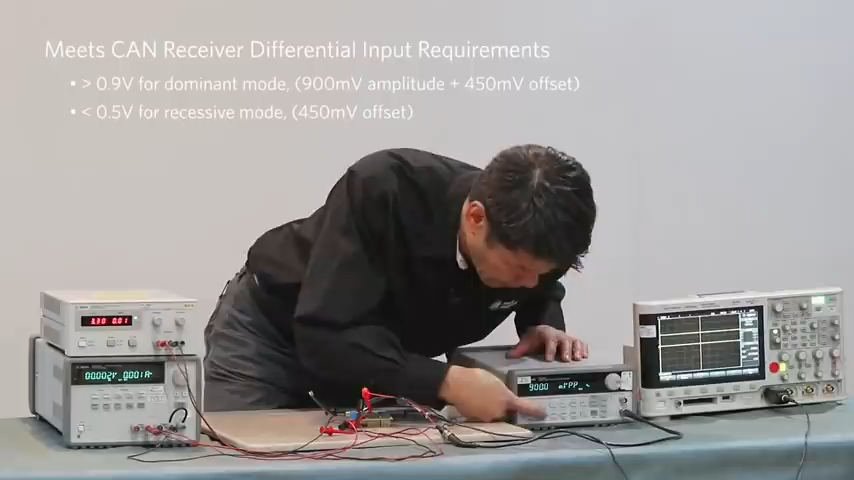 Meets CAN Receiver Differential Input Requirements
• > 0.9V for dominant mode, (900mV amplitude + 450mV offset)
• < 0.5V for recessive mode, (450mV offset)